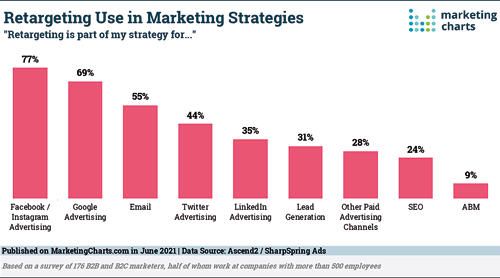 Retargeting Use in Marketing Strategies
"Retargeting is part of my strategy for..."
marketing
charts
77%
69%
55%
44%
35%
31%
28%
24%
9%
Facebook /
Instagram
Advertising
Google
Advertising
Email
Twitter
Advertising
LinkedIn
Advertising
Lead
Generation
Other Paid
Advertising
Channels
SEO
ABM
Published on MarketingCharts.com in June 2021 | Data Source: Ascend2 / SharpSpring Ads
Based on a survey of 176 B2B and B2C marketers, half of whom work at companies with more than 500 employees